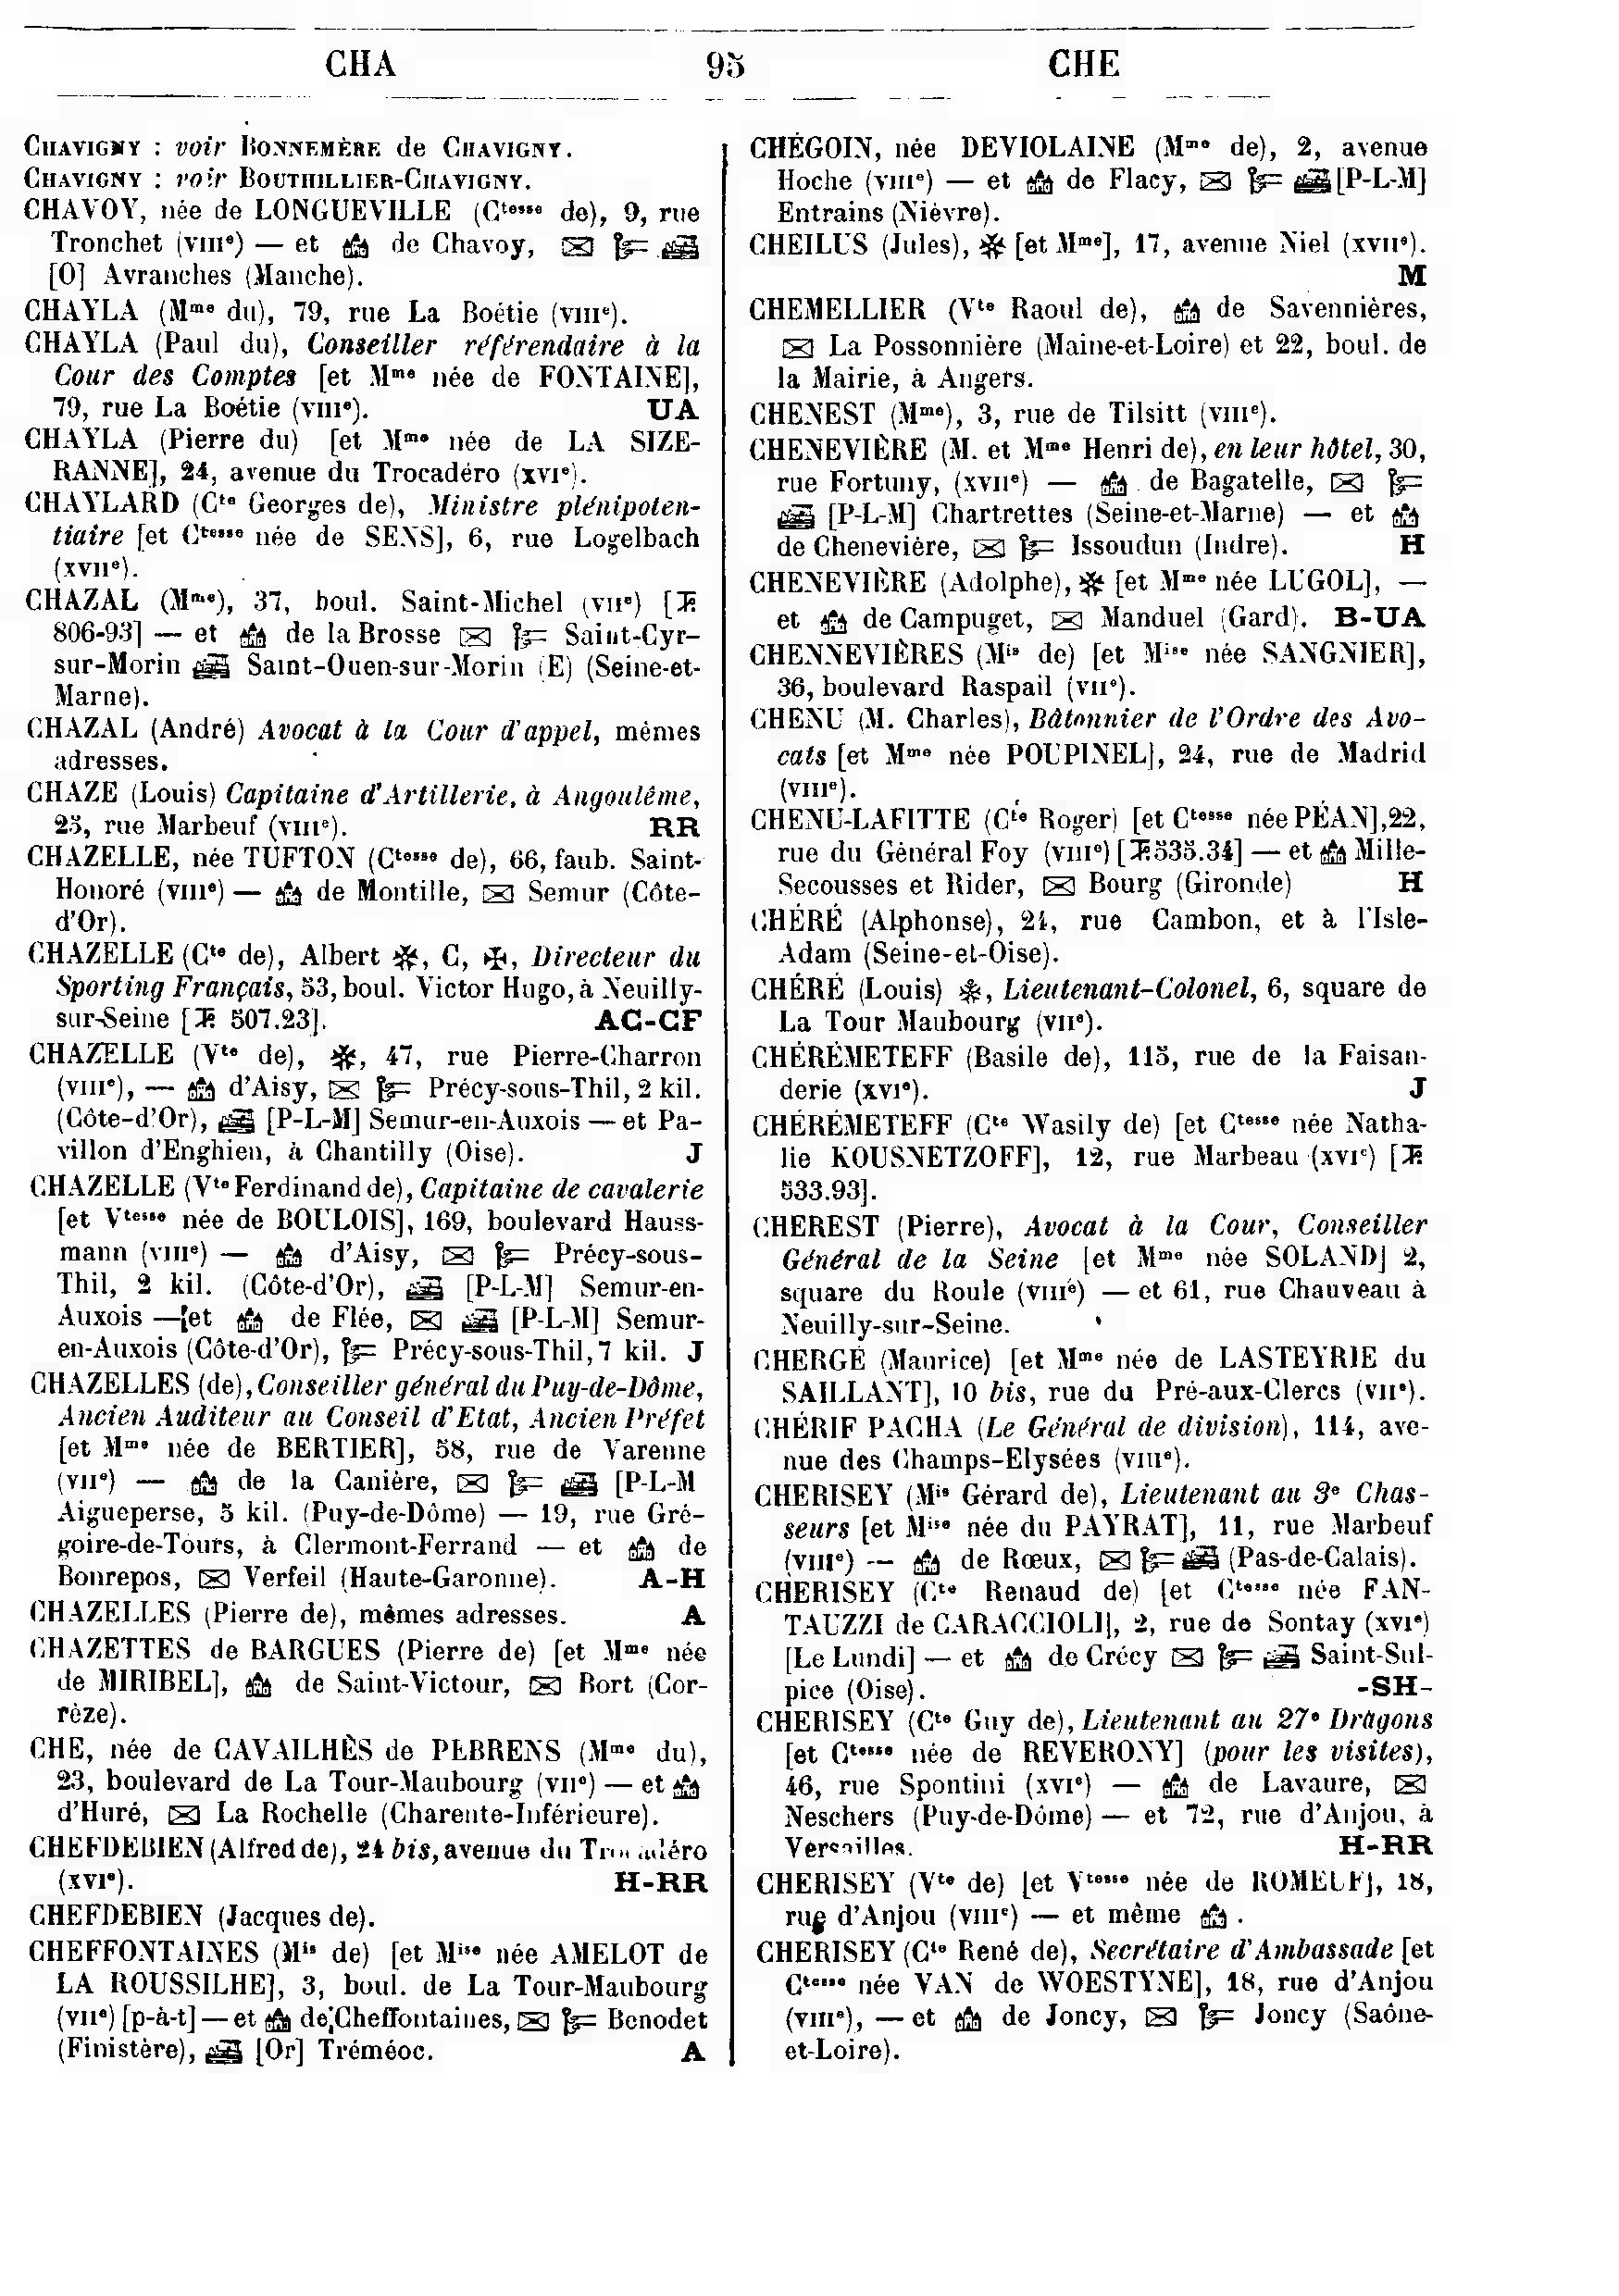 CHA 95 CHE
CHAVIGNY : voir BONNEMÈRE de CHAVIGNY.
CHAVIGNY : voir BOUTHILLIER-CHAVIGNY.
CHAVOY, née de LONGUEVILLE (Ctesse de), 9, rue
Tronchet (VIIIe) — et de Chavoy,
[O] Avranches (Manche).
CHAYLA (Mme du), 79, rue La Boétie (VIIIe).
CHAYLA (Paul du), Conseiller référendaire à la
Cour des Comptes [et Mme née de FONTAINE],
79, rue La Boétie (VIIIe). UA
CHAYLA (Pierre du) [et Mme née de LA SIZE-
RANNE], 24, avenue du Trocadéro (XVIe).
CHAYLARD (Cte Georges de), Ministre plénipoten-
tiaire [et Ctesse née de SENS], 6, rue Logelbach
(XVIIe).
CHAZAL (Mme), 37, boul. Saint-Michel (VIIe) [T.
806-93] — et de la Brosse Saint-Cyr-
sur-Morin Saint-Ouen-sur-Morin (E) (Seine-et-
Marne).
CHAZAL (André) Avocat à la Cour d'appel, mêmes
adresses.
CHAZE (Louis) Capitaine d'Artillerie, à Angoulême,
25, rue Marbeuf (VIIIe). RR
CHAZELLE, née TUFTON (Ctesse de), 66, faub. Saint-
Honoré (VIIIe) — de Montille, Semur (Côte-
d'Or).
CHAZELLE (Cte de), Albert ✻, C, ✠, Directeur du
Sporting Français, 53, boul. Victor Hugo, à Neuilly-
sur-Seine [T. 507.23]. AC-CF
CHAZELLE (Vte de), ✻, 47, rue Pierre-Charron
(VIIIe), — d'Aisy, Précy-sous-Thil, 2 kil.
(Côte-d'Or), [P-L-M] Semur-en-Auxois — et Pa-
villon d'Enghien, à Chantilly (Oise). J
CHAZELLE (Vte Ferdinand de), Capitaine de cavalerie
[et Vtesse née de BOULOIS], 169, boulevard Hauss-
mann (VIIIe) — d'Aisy, Précy-sous-
Thil, 2 kil. (Côte-d'Or), [P-L-M] Semur-en-
Auxois — et de Flée, [P-L-M] Semur-
en-Auxois (Côte-d'Or), Précy-sous-Thil, 7 kil. J
CHAZELLES (de), Conseiller général du Puy-de-Dôme,
Ancien Auditeur au Conseil d'Etat, Ancien Préfet
[et Mme née de BERTIER], 58, rue de Varenne
(VIIe) — de la Canière, [P-L-M
Aigueperse, 5 kil. (Puy-de-Dôme) — 19, rue Gré-
goire-de-Tours, à Clermont-Ferrand — et de
Bonrepos, Verfeil (Haute-Garonne). A-H
CHAZELLES (Pierre de), mêmes adresses. A
CHAZETTES de BARGUES (Pierre de) [et Mme née
de MIRIBEL], de Saint-Victour, Bort (Cor-
rèze).
CHE, née de CAVAILHÈS de PEBRENS (Mme du),
23, boulevard de La Tour-Maubourg (VIIe) — et
d'Huré, La Rochelle (Charente-Inférieure).
CHEFDEBIEN (Alfred de), 24 bis, avenue du Trocadéro
(XVIe). H-RR
CHEFDEBIEN (Jacques de).
CHEFFONTAINES (Mis de) [et Mise née AMELOT de
LA ROUSSILHE], 3, boul. de La Tour-Maubourg
(VIIe) [p-à-t] — et de Cheffontaines, Benodet
(Finistère), [Or] Tréméoc. A
CHÉGOIN, née DEVIOLAINE (Mme de), 2, avenue
Hoche (VIIIe) — et de Flacy, [P-L-M]
Entrains (Nièvre).
CHEILUS (Jules), ✻ [et Mme], 17, avenue Niel (XVIIe).
M
CHEMELLIER (Vte Raoul de), de Savennières,
La Possonnière (Maine-et-Loire) et 22, boul. de
la Mairie, à Angers.
CHENEST (Mme), 3, rue de Tilsitt (VIIIe).
CHENEVIÈRE (M. et Mme Henri de), en leur hôtel, 30,
rue Fortuny, (XVIIe) — de Bagatelle,
[P-L-M] Chartrettes (Seine-et-Marne) — et
de Chenevière, Issoudun (Indre). H
CHENEVIÈRE (Adolphe), ✻ [et Mme née LUGOL], —
et de Campuget, Manduel (Gard). B-UA
CHENNEVIÈRES (Mis de) [et Mise née SANGNIER],
36, boulevard Raspail (VIIe).
CHENU (M. Charles), Bâtonnier de l'Ordre des Avo-
cats [et Mme née POUPINEL], 24, rue de Madrid
(VIIIe).
CHENU-LAFITTE (Cte Roger) [et Ctesse née PÉAN], 22,
rue du Général Foy (VIIIe) [T. 535.34] — et Mille-
Secousses et Rider, Bourg (Gironde) H
CHÉRÉ (Alphonse), 24, rue Cambon, et à l'Isle-
Adam (Seine-et-Oise).
CHÉRÉ (Louis) ✻, Lieutenant-Colonel, 6, square de
La Tour Maubourg (VIIe).
CHÉRÉMETEFF (Basile de), 115, rue de la Faisan-
derie (XVIe). J
CHÉRÉMETEFF (Cte Wasily de) [et Ctesse née Natha-
lie KOUSNETZOFF], 12, rue Marbeau (XVIe) [T.
533.93].
CHEREST (Pierre), Avocat à la Cour, Conseiller
Général de la Seine [et Mme née SOLAND] 2,
square du Roule (VIIIe) — et 61, rue Chauveau à
Neuilly-sur-Seine.
CHERGÉ (Maurice) [et Mme née de LASTEYRIE du
SAILLANT], 10 bis, rue du Pré-aux-Clercs (VIIe).
CHÉRIF PACHA (Le Général de division), 114, ave-
nue des Champs-Elysées (VIIIe).
CHERISEY (Mis Gérard de), Lieutenant au 3e Chas-
seurs [et Mise née du PAYRAT], 11, rue Marbeuf
(VIIIe) — de Rœux, (Pas-de-Calais).
CHERISEY (Cte Renaud de) [et Ctesse née FAN-
TAUZZI de CARACCIOLI], 2, rue de Sontay (XVIe)
[Le Lundi] — et de Crécy Saint-Sul-
pice (Oise). -SH-
CHERISEY (Cte Guy de), Lieutenant au 27e Dragons
[et Ctesse née de REVERONY] (pour les visites),
46, rue Spontini (XVIe) — de Lavaure,
Neschers (Puy-de-Dôme) — et 72, rue d'Anjou, à
Versailles. H-RR
CHERISEY (Vte de) [et Vtesse née de ROMEUF], 18,
rue d'Anjou (VIIIe) — et même .
CHERISEY (Cte René de), Secrétaire d'Ambassade [et
Ctesse née VAN de WOESTYNE], 18, rue d'Anjou
(VIIIe), — et de Joncy, Joncy (Saône-
et-Loire).